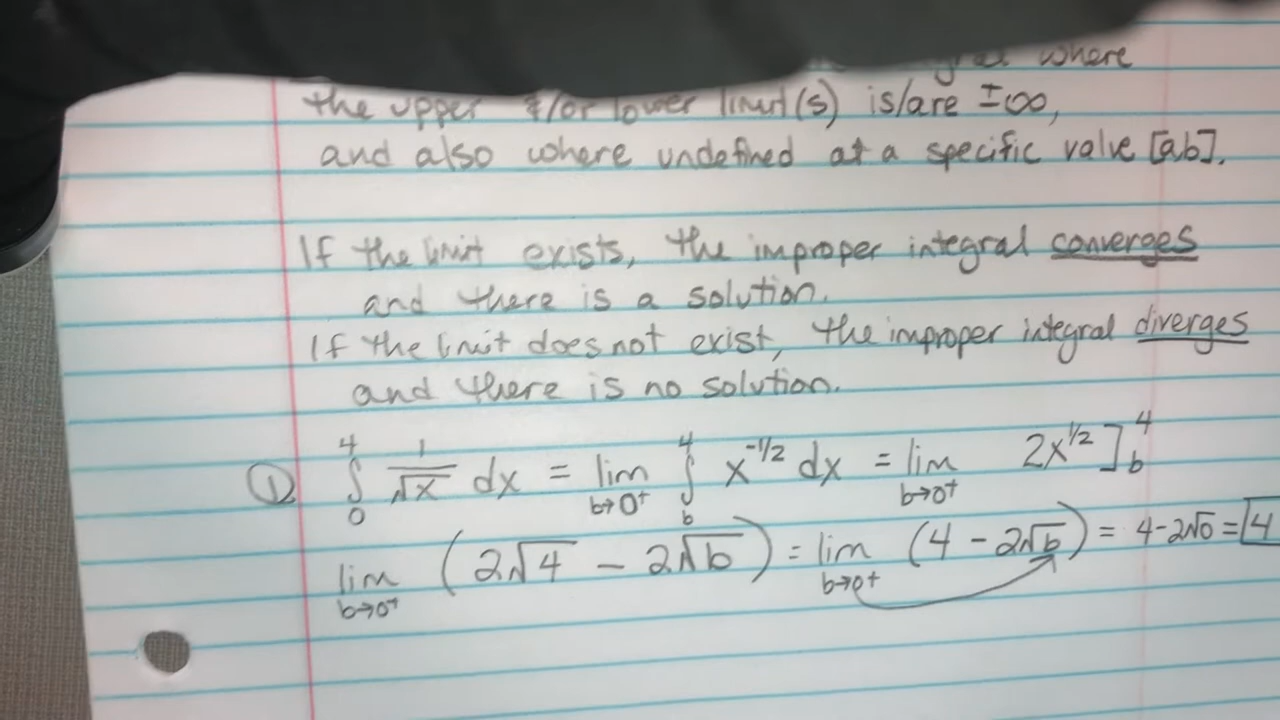 where
the upper &/or lower limit(s) is/are ±∞,
and also where undefined at a specific value [ab].
If the limit exists, the improper integral converges
and there is a solution.
If the limit does not exist, the improper integral diverges
and there is no solution.
① ∫₀⁴ 1/√x dx = lim b→0⁺ ∫_b⁴ x^(-1/2) dx = lim b→0⁺ 2x^(1/2) ]_b⁴
lim b→0⁺ (2√4 − 2√b) = lim b→0⁺ (4 − 2√b) = 4-2√0 = 4